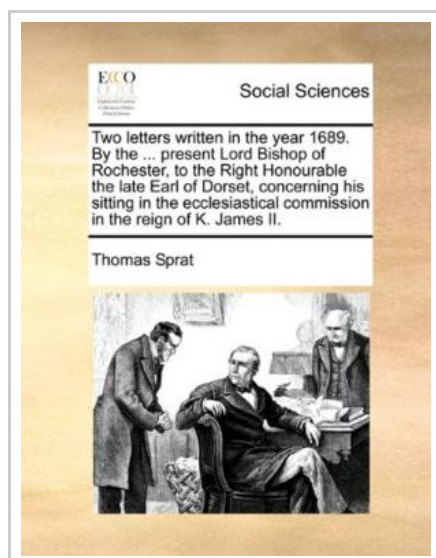 ECCO
Social Sciences
Two letters written in the year 1689.
By the ... present Lord Bishop of
Rochester, to the Right Honourable
the late Earl of Dorset, concerning his
sitting in the ecclesiastical commission
in the reign of K. James II.
Thomas Sprat